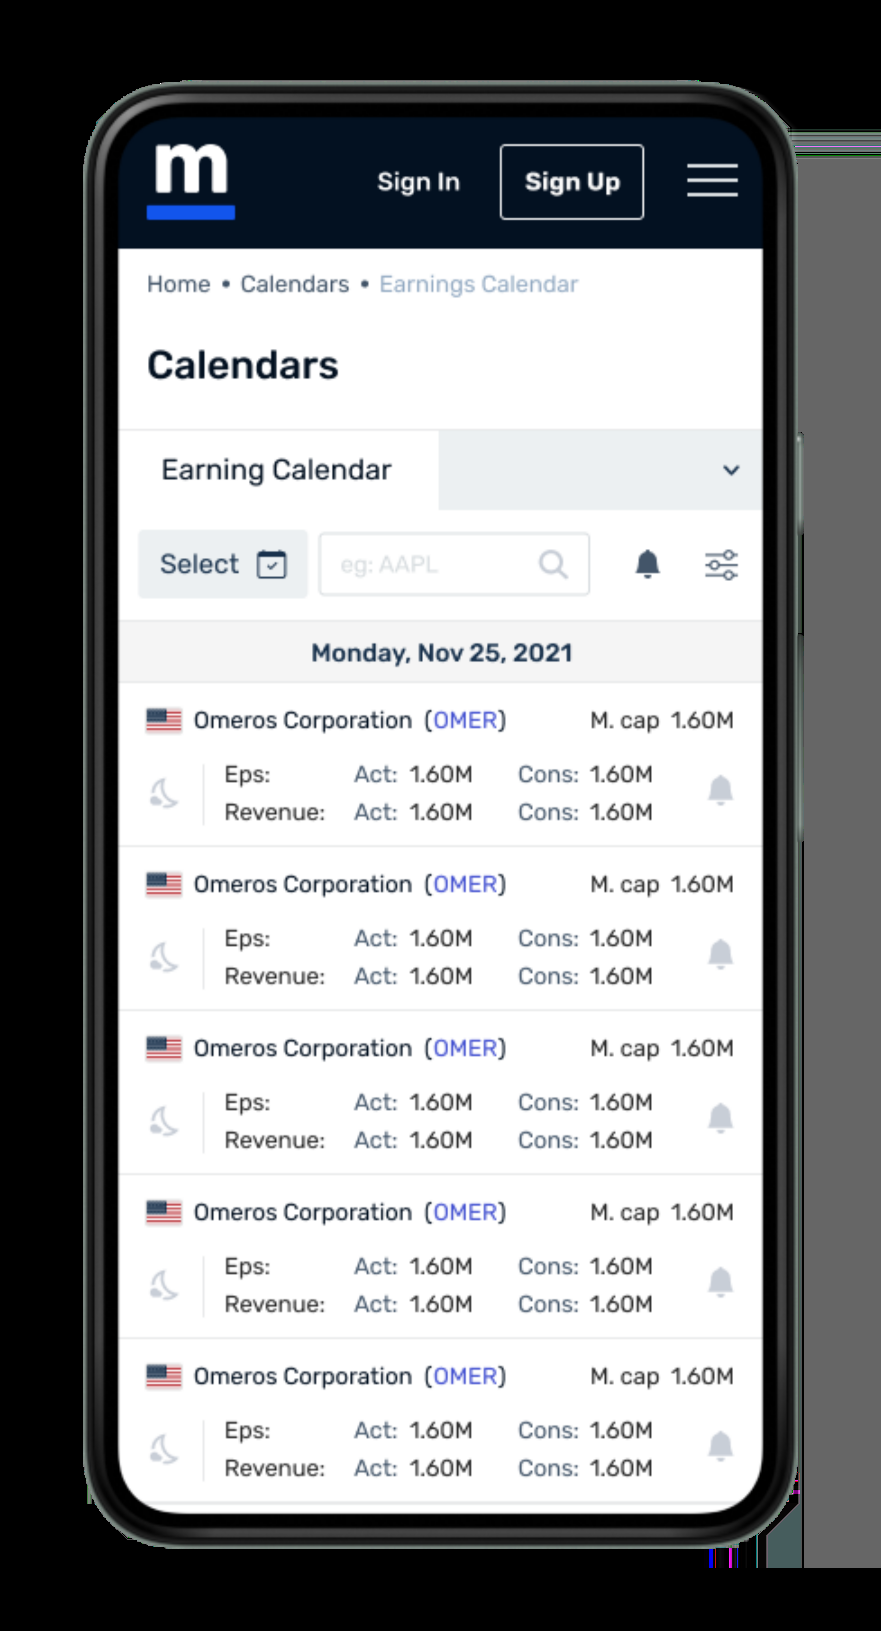 m Sign In Sign Up
Home • Calendars • Earnings Calendar
Calendars
Earning Calendar
Select eg: AAPL
Monday, Nov 25, 2021
Omeros Corporation (OMER) M. cap 1.60M
Eps: Act: 1.60M Cons: 1.60M
Revenue: Act: 1.60M Cons: 1.60M
Omeros Corporation (OMER) M. cap 1.60M
Eps: Act: 1.60M Cons: 1.60M
Revenue: Act: 1.60M Cons: 1.60M
Omeros Corporation (OMER) M. cap 1.60M
Eps: Act: 1.60M Cons: 1.60M
Revenue: Act: 1.60M Cons: 1.60M
Omeros Corporation (OMER) M. cap 1.60M
Eps: Act: 1.60M Cons: 1.60M
Revenue: Act: 1.60M Cons: 1.60M
Omeros Corporation (OMER) M. cap 1.60M
Eps: Act: 1.60M Cons: 1.60M
Revenue: Act: 1.60M Cons: 1.60M